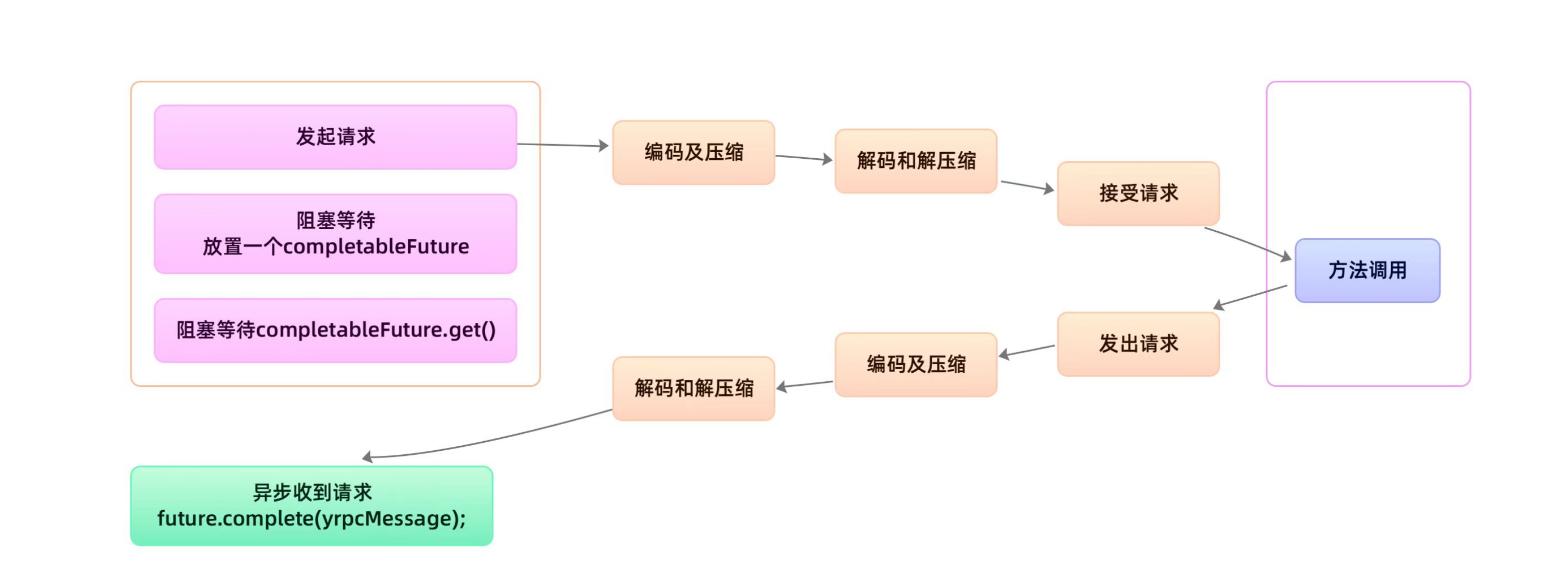 发起请求
阻塞等待
放置一个completableFuture
阻塞等待completableFuture.get()
编码及压缩
解码和解压缩
接受请求
方法调用
发出请求
编码及压缩
解码和解压缩
异步收到请求
future.complete(yrpcMessage);